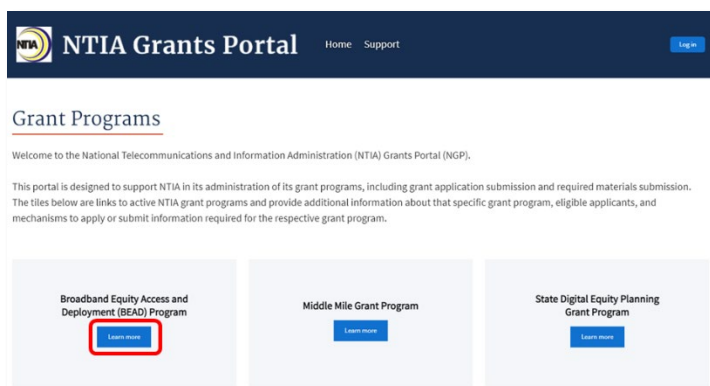 NTIA
NTIA Grants Portal
Home Support
Log in
Grant Programs
Welcome to the National Telecommunications and Information Administration (NTIA) Grants Portal (NGP).
This portal is designed to support NTIA in its administration of its grant programs, including grant application submission and required materials submission.
The tiles below are links to active NTIA grant programs and provide additional information about that specific grant program, eligible applicants, and
mechanisms to apply or submit information required for the respective grant program.
Broadband Equity Access and
Deployment (BEAD) Program
Learn more
Middle Mile Grant Program
Learn more
State Digital Equity Planning
Grant Program
Learn more